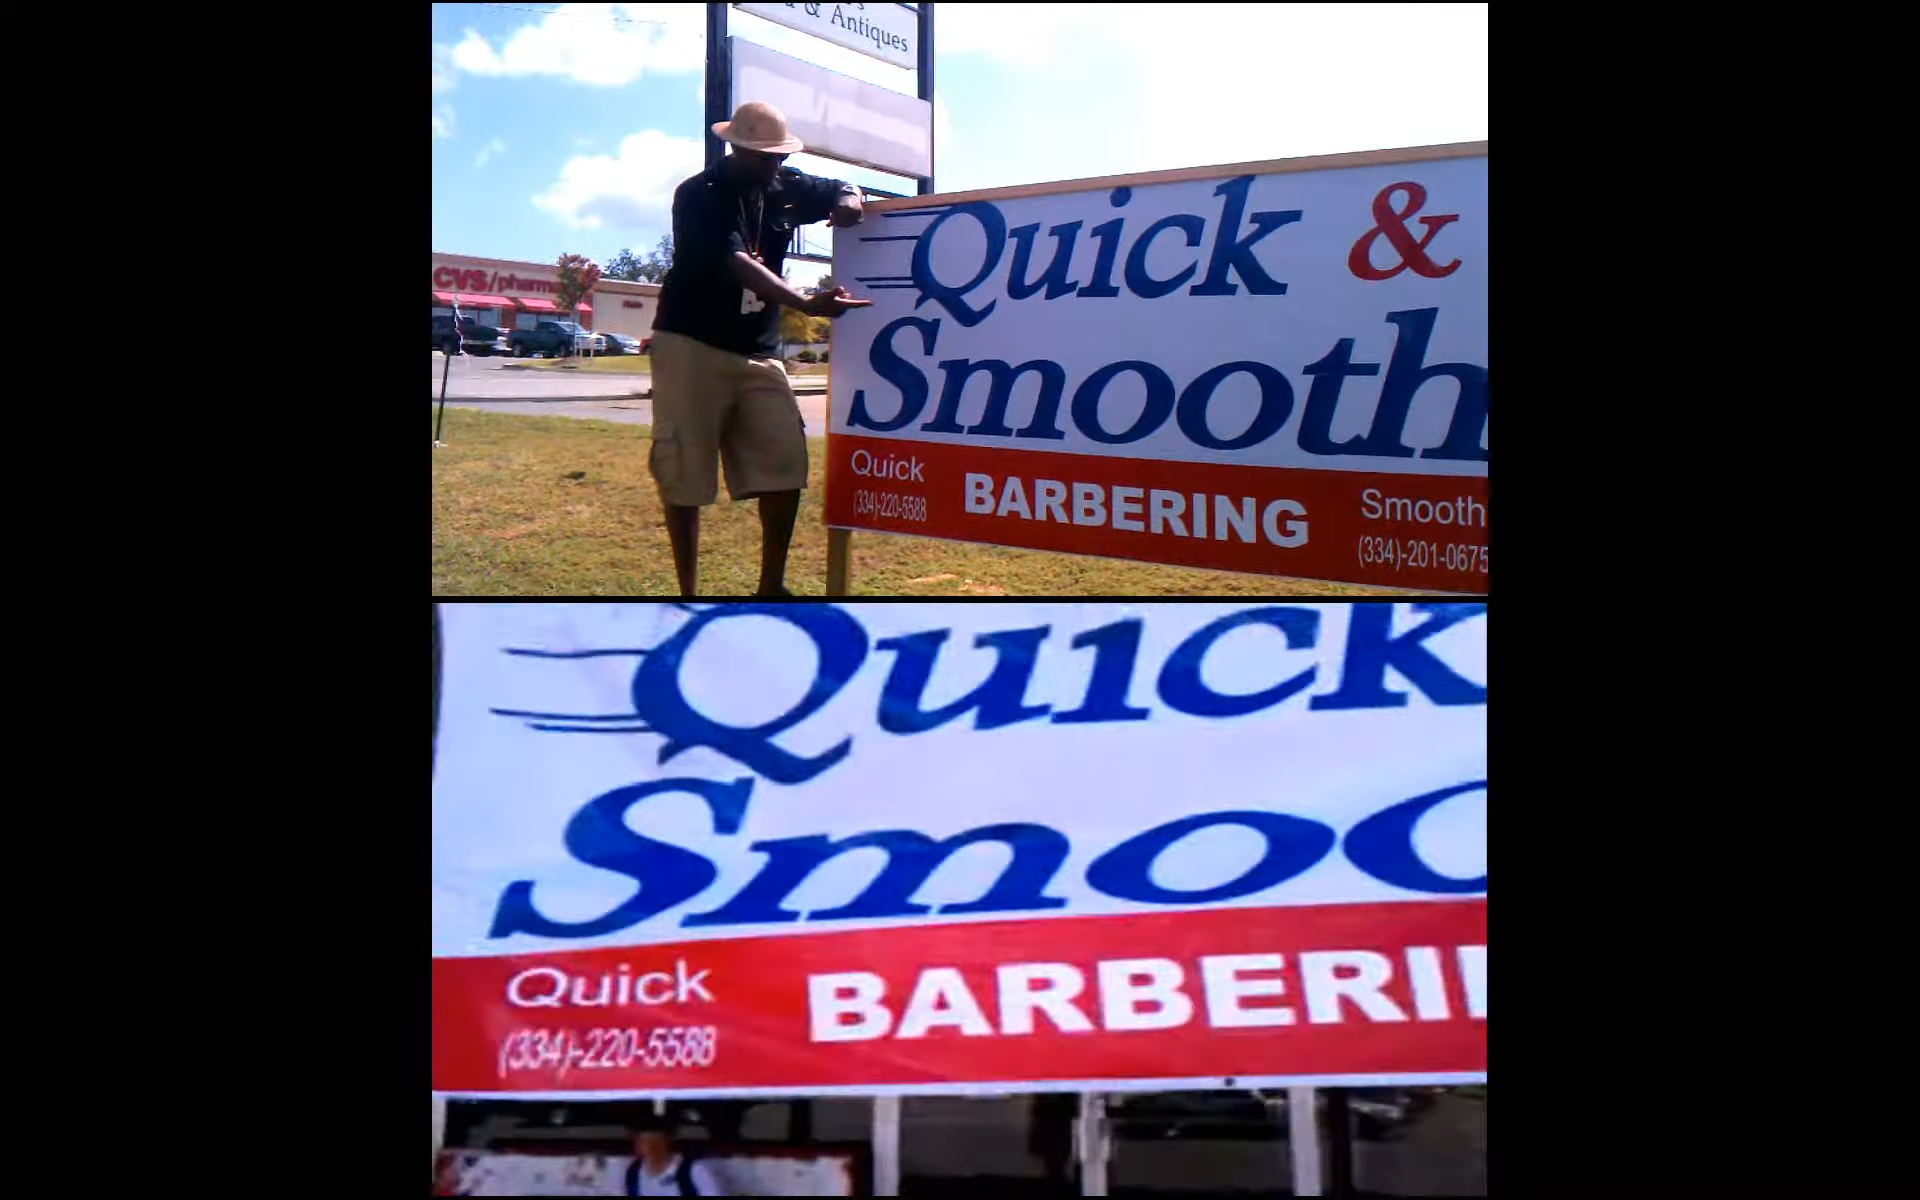 & Antiques
CVS/pharma
Quick &
Smooth
Quick
(334)-220-5588
BARBERING
Smooth
(334)-201-0675
Quick
Smoo
Quick
(334)-220-5588
BARBERI